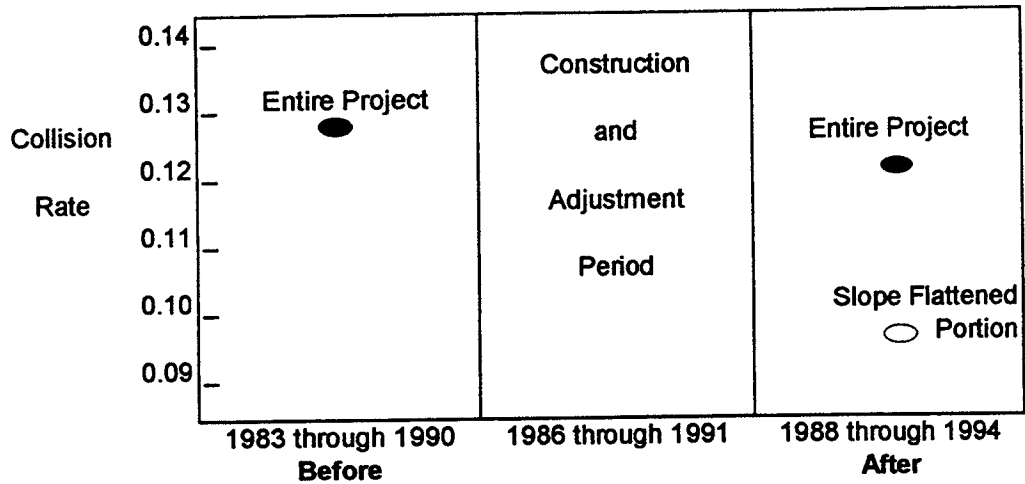 0.14
0.13
0.12
0.11
0.10
0.09
Collision
Rate
Entire Project
Construction
and
Adjustment
Period
Entire Project
Slope Flattened
Portion
1983 through 1990
Before
1986 through 1991
1988 through 1994
After